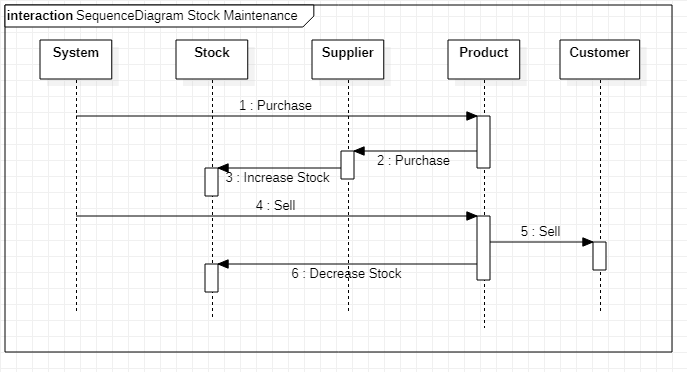 interaction SequenceDiagram Stock Maintenance
System
Stock
Supplier
Product
Customer
1 : Purchase
2 : Purchase
3 : Increase Stock
4 : Sell
5 : Sell
6 : Decrease Stock